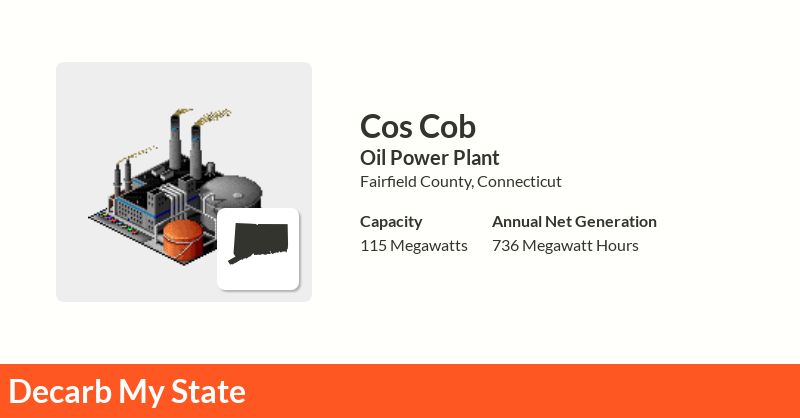 Cos Cob
Oil Power Plant
Fairfield County, Connecticut
Capacity
Annual Net Generation
115 Megawatts
736 Megawatt Hours
Decarb My State